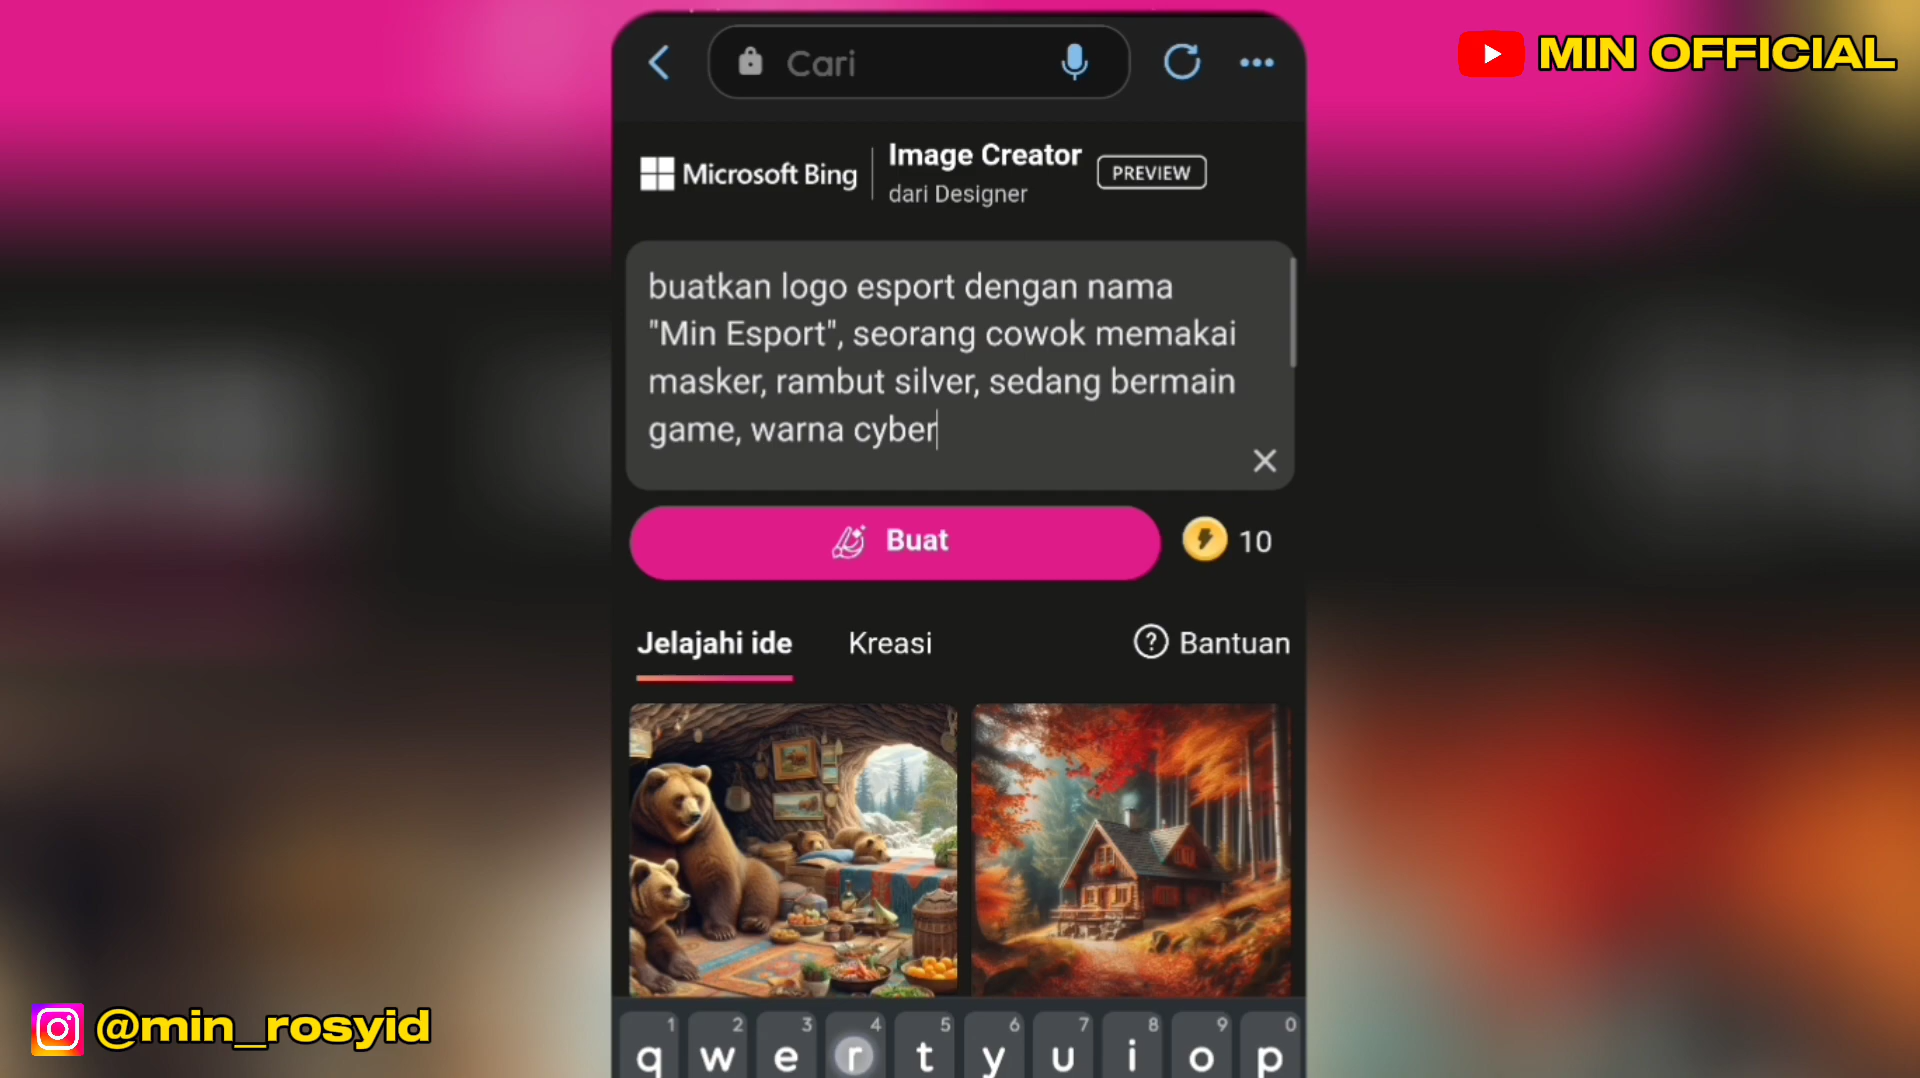 MIN OFFICIAL
Cari
Microsoft Bing
Image Creator
dari Designer
PREVIEW
buatkan logo esport dengan nama
"Min Esport", seorang cowok memakai
masker, rambut silver, sedang bermain
game, warna cyber
Buat
10
Jelajahi ide
Kreasi
Bantuan
@min_rosyid
1 2 3 4 5 6 7 8 9 0
q w e r t y u i o p